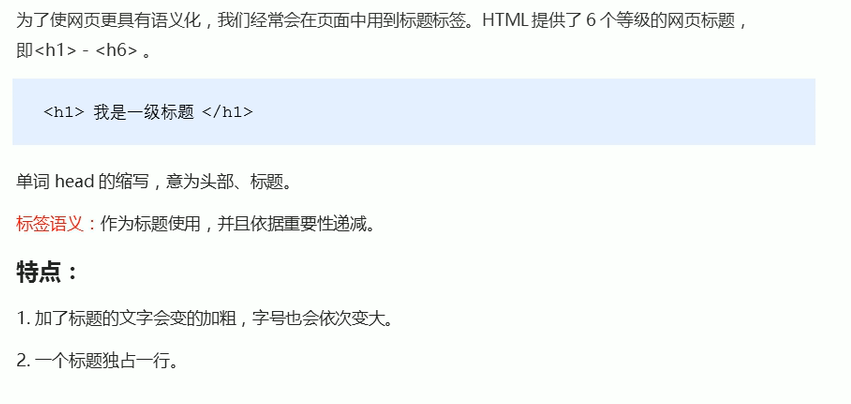 为了使网页更具有语义化，我们经常会在页面中用到标题标签。HTML 提供了 6 个等级的网页标题，
即<h1> - <h6> 。
<h1> 我是一级标题 </h1>
单词 head 的缩写，意为头部、标题。
标签语义：作为标题使用，并且依据重要性递减。
特点：
1. 加了标题的文字会变的加粗，字号也会依次变大。
2. 一个标题独占一行。